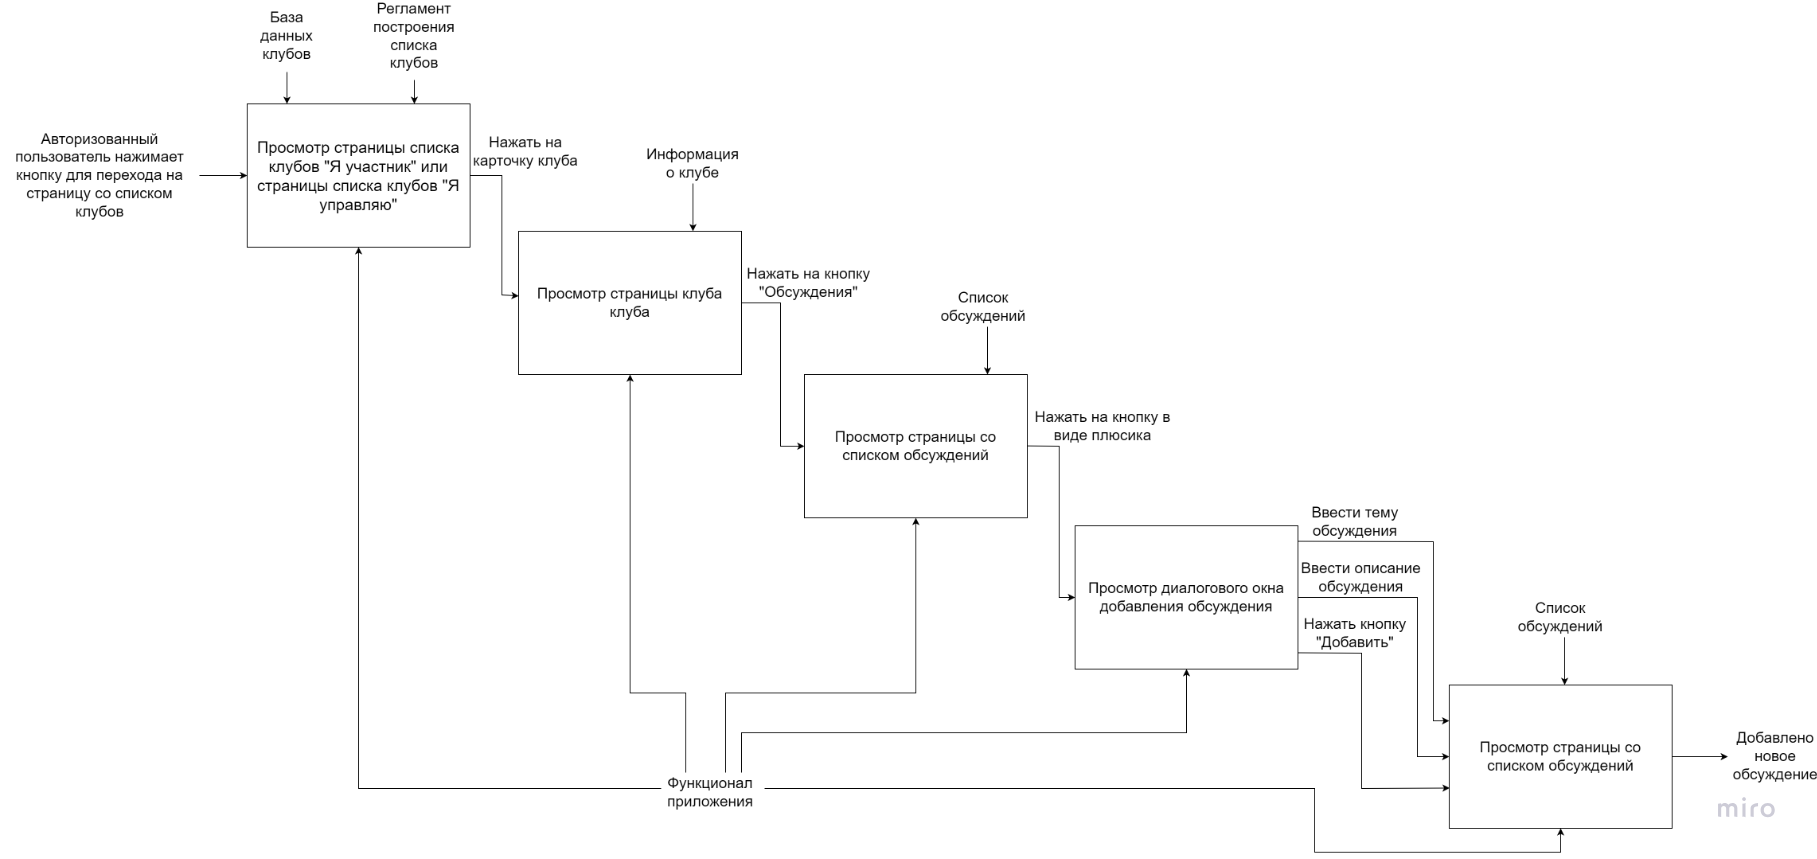 База
данных
клубов
Регламент
построения
списка
клубов
Авторизованный
пользователь нажимает
кнопку для перехода на
страницу со списком
клубов
Просмотр страницы списка
клубов "Я участник" или
страницы списка клубов "Я
управляю"
Нажать на
карточку клуба
Информация
о клубе
Просмотр страницы клуба
клуба
Нажать на кнопку
"Обсуждения"
Список
обсуждений
Просмотр страницы со
списком обсуждений
Нажать на кнопку в
виде плюсика
Просмотр диалогового окна
добавления обсуждения
Ввести тему
обсуждения
Ввести описание
обсуждения
Нажать кнопку
"Добавить"
Список
обсуждений
Просмотр страницы со
списком обсуждений
Добавлено
новое
обсуждение
Функционал
приложения
miro